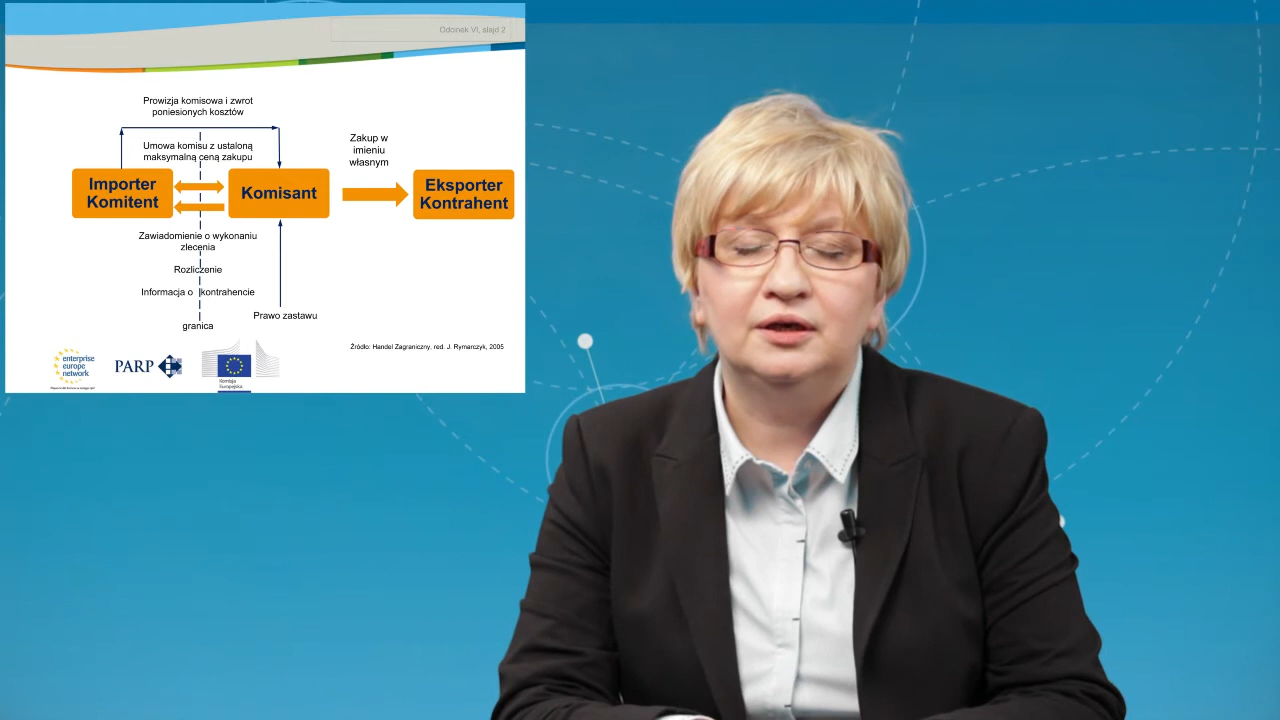 Odcinek VI, slajd 2
Prowizja komisowa i zwrot
poniesionych kosztów
Umowa komisu z ustaloną
maksymalną ceną zakupu
Zakup w
imieniu
własnym
Importer
Komitent
Komisant
Eksporter
Kontrahent
Zawiadomienie o wykonaniu
zlecenia
Rozliczenie
Informacja o kontrahencie
Prawo zastawu
granica
Źródło: Handel Zagraniczny, red. J. Rymarczyk, 2005
enterprise
europe
network
PARP
Komisja
Europejska